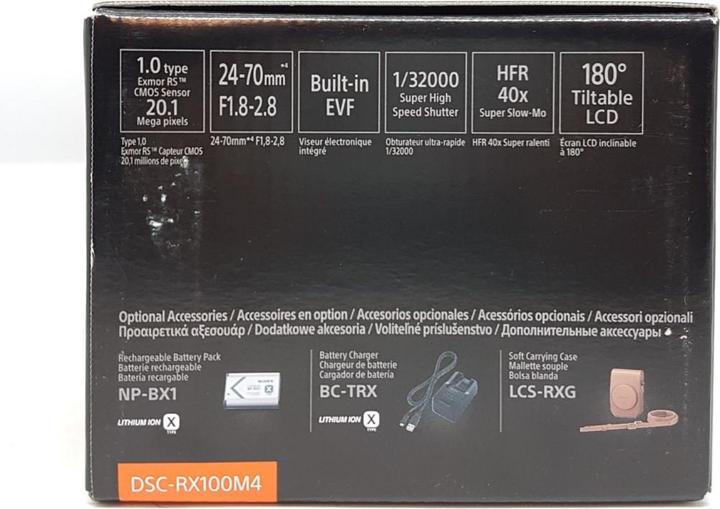 1.0 type
Exmor RS™
CMOS Sensor
20.1
Mega pixels
24-70mm*4
F1.8-2.8
Built-in
EVF
1/32000
Super High
Speed Shutter
HFR
40x
Super Slow-Mo
180°
Tiltable
LCD
Type 1,0
Exmor RS™ Capteur CMOS
20,1 millions de pixels
24-70mm*4 F1,8-2,8
Viseur électronique
intégré
Obturateur ultra-rapide
1/32000
HFR 40x Super ralenti
Écran LCD inclinable
à 180°
Optional Accessories / Accessoires en option / Accesorios opcionales / Acessórios opcionais / Accessori opzionali
Προαιρετικά αξεσουάρ / Dodatkowe akcesoria / Voliteľné príslušenstvo / Дополнительные аксессуары
Rechargeable Battery Pack
Batterie rechargeable
Batería recargable
NP-BX1
LITHIUM ION X
TYPE
SONY
Battery Charger
Chargeur de batterie
Cargador de batería
BC-TRX
LITHIUM ION X
TYPE
Soft Carrying Case
Mallette souple
Bolsa blanda
LCS-RXG
DSC-RX100M4